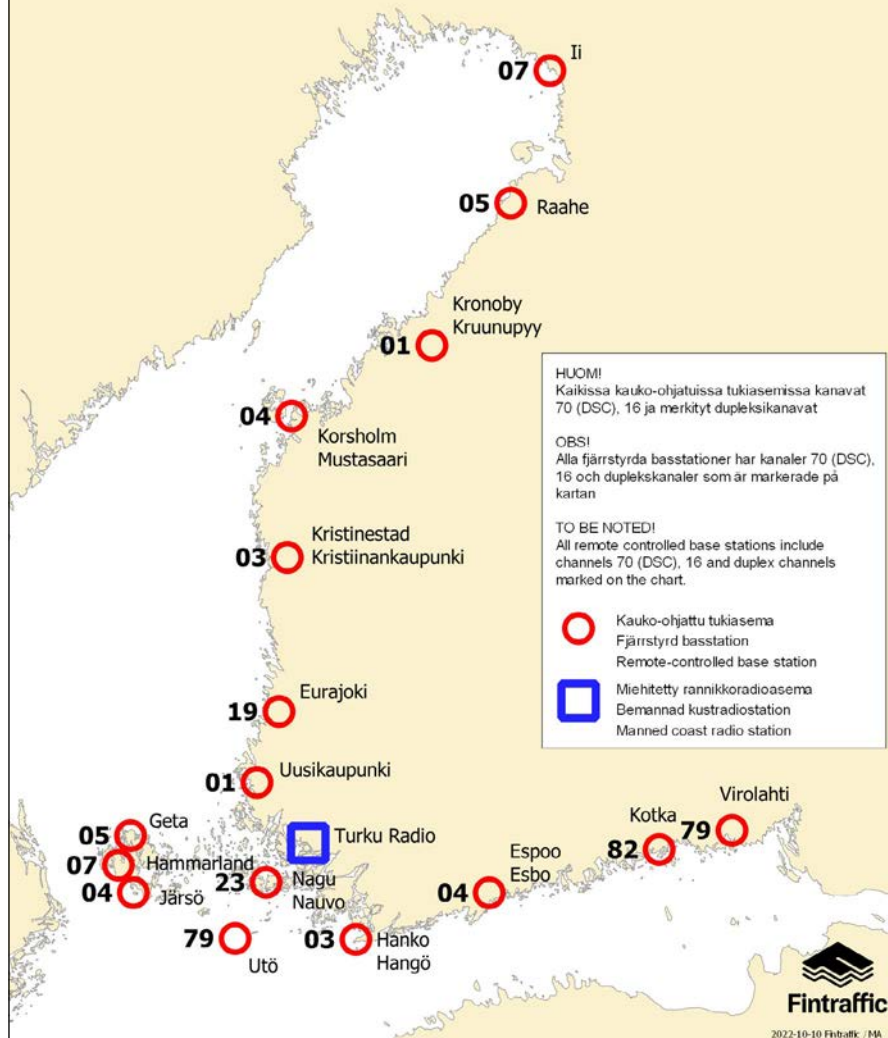 Ii
07
05
Raahe
Kronoby
Kruunupyy
01
04
Korsholm
Mustasaari
Kristinestad
03
Kristiinankaupunki
Eurajoki
19
Uusikaupunki
01
Geta
05
07
Hammarland
04
Järsö
Turku Radio
23
Nagu
Nauvo
79
Utö
03
Hanko
Hangö
Espoo
Esbo
04
Kotka
82
Virolahti
79
HUOM!
Kaikissa kauko-ohjatuissa tukiasemissa kanavat
70 (DSC), 16 ja merkityt dupleksikanavat
OBS!
Alla fjärrstyrda basstationer har kanaler 70 (DSC),
16 och duplekskanaler som är markerade på
kartan
TO BE NOTED!
All remote controlled base stations include
channels 70 (DSC), 16 and duplex channels
marked on the chart.
Kauko-ohjattu tukiasema
Fjärrstyrd basstation
Remote-controlled base station
Miehitetty rannikkoradioasema
Bemannad kustradiostation
Manned coast radio station
Fintraffic
2022-10-10 Fintraffic / MA